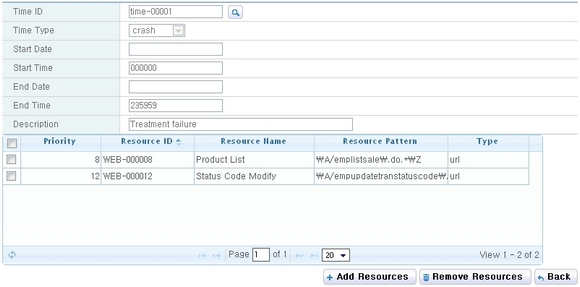 Time ID time-00001
Time Type crash
Start Date
Start Time 000000
End Date
End Time 235959
Description Treatment failure
Priority Resource ID Resource Name Resource Pattern Type
8 WEB-000008 Product List ₩A/emplistsale₩.do.*₩Z url
12 WEB-000012 Status Code Modify ₩A/empupdatetranstatuscode₩. url
Page 1 of 1 20 View 1 - 2 of 2
Add Resources Remove Resources Back